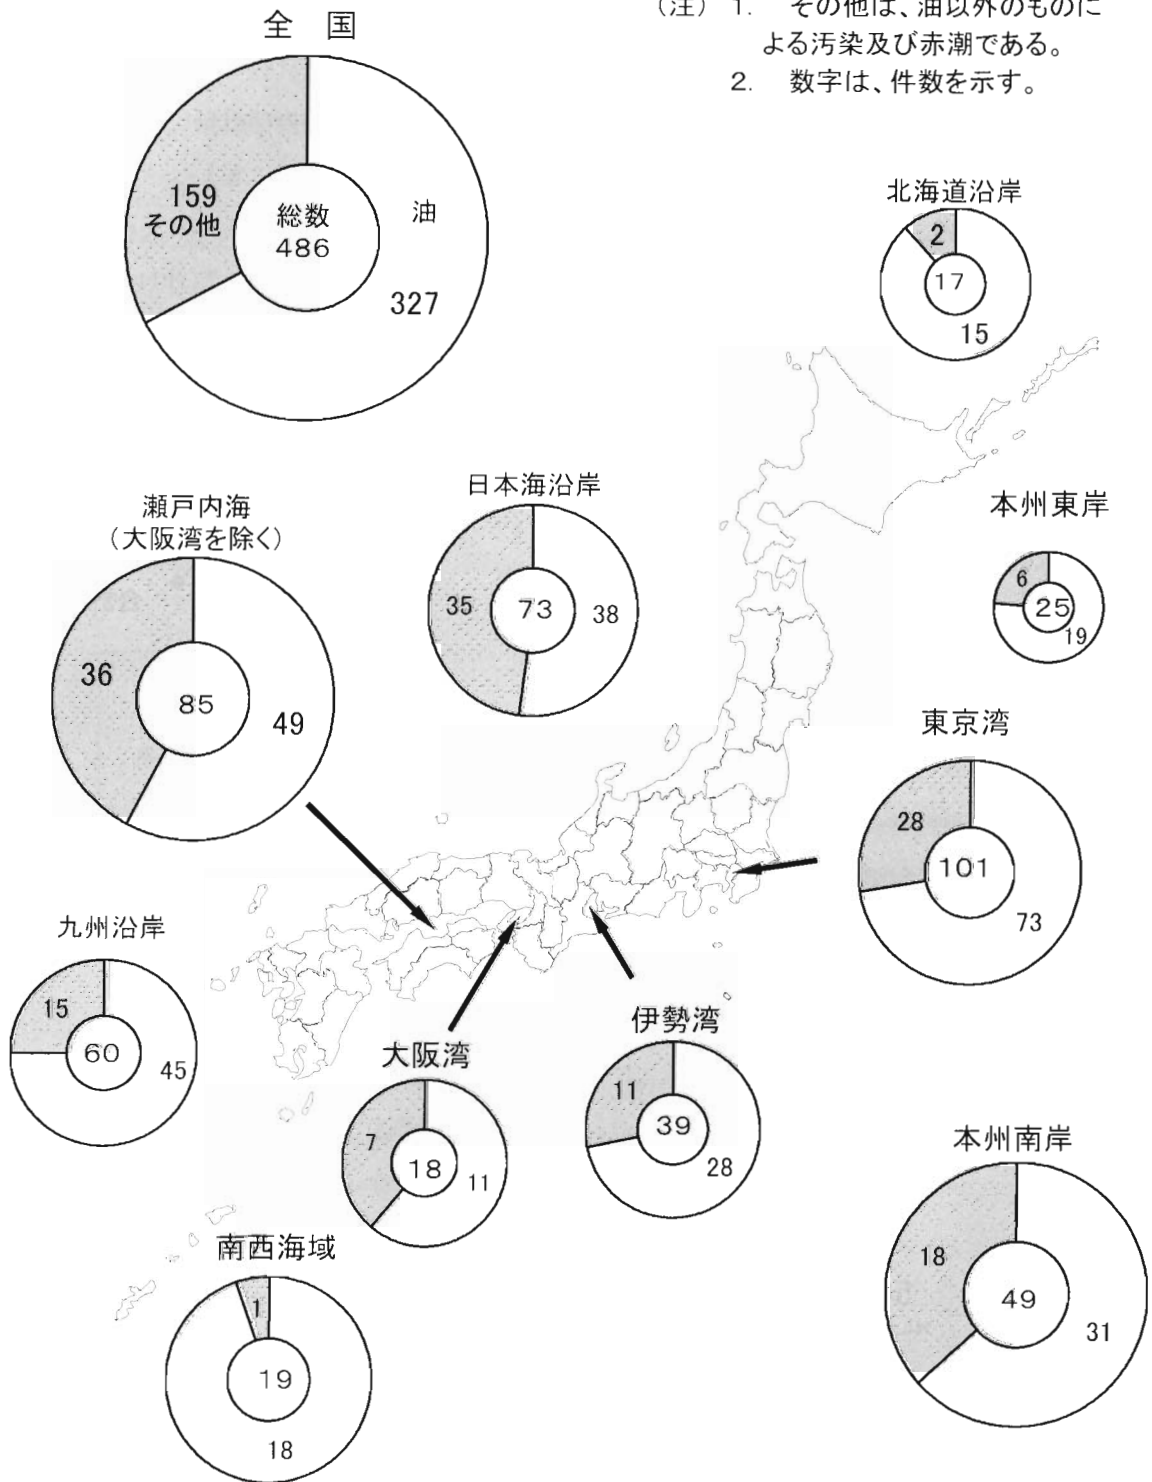 全 国
159
その他
総数
486
油
327
(注) 1. その他は、油以外のものに
よる汚染及び赤潮である。
2. 数字は、件数を示す。
北海道沿岸
2
17
15
日本海沿岸
35
73
38
瀬戸内海
(大阪湾を除く)
36
85
49
本州東岸
6
25
19
東京湾
28
101
73
九州沿岸
15
60
45
大阪湾
7
18
11
伊勢湾
11
39
28
本州南岸
18
49
31
南西海域
1
19
18